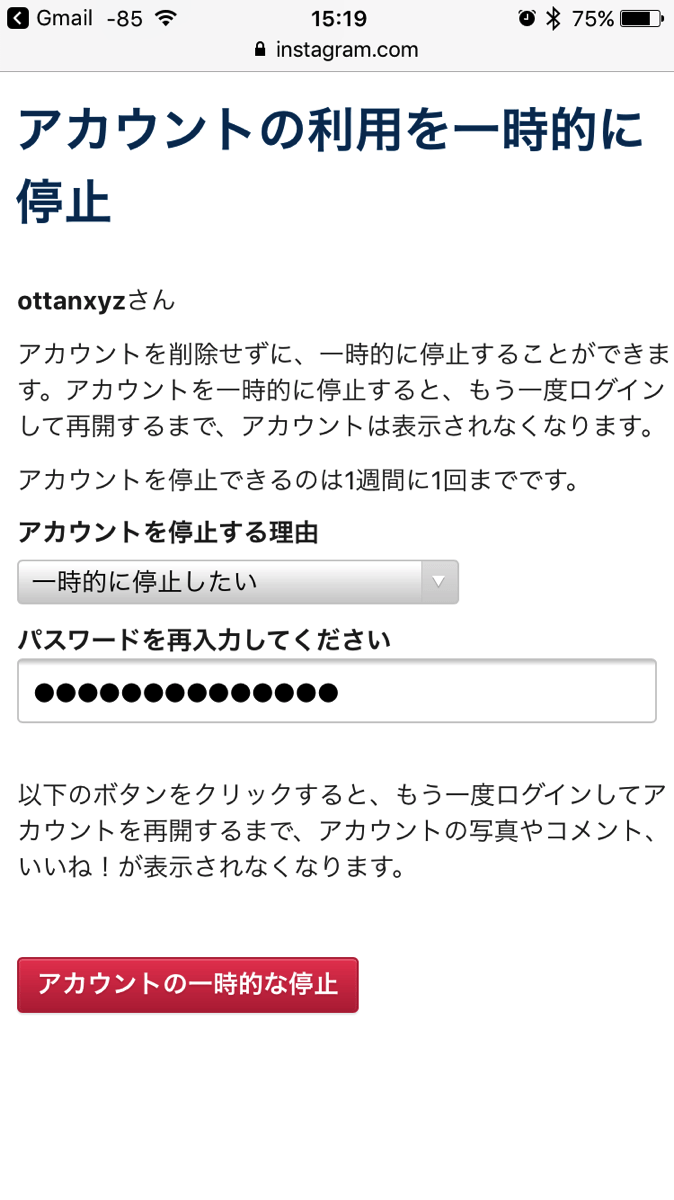 Gmail -85 15:19 75%
instagram.com
アカウントの利用を一時的に
停止
ottanxyzさん
アカウントを削除せずに、一時的に停止することができま
す。アカウントを一時的に停止すると、もう一度ログイン
して再開するまで、アカウントは表示されなくなります。
アカウントを停止できるのは1週間に1回までです。
アカウントを停止する理由
一時的に停止したい
パスワードを再入力してください
●●●●●●●●●●●●●●
以下のボタンをクリックすると、もう一度ログインしてア
カウントを再開するまで、アカウントの写真やコメント、
いいね！が表示されなくなります。
アカウントの一時的な停止